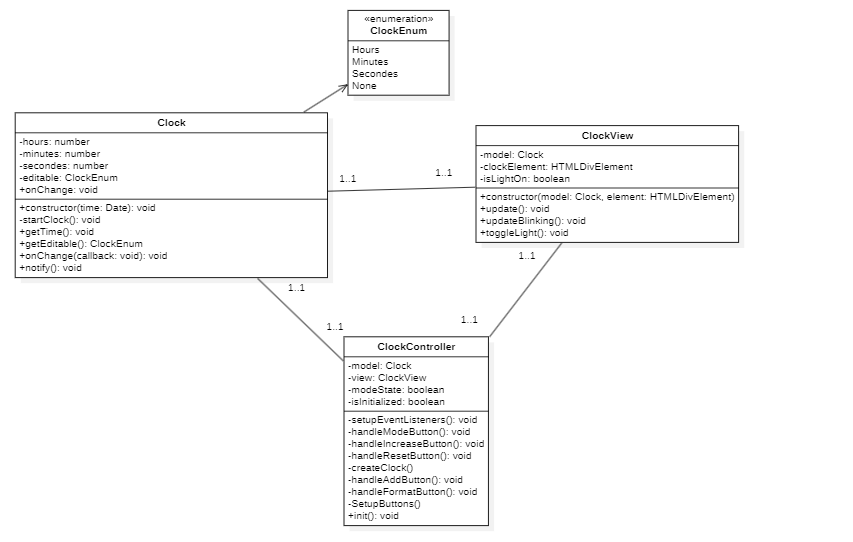 «enumeration»
ClockEnum
Hours
Minutes
Secondes
None
Clock
-hours: number
-minutes: number
-secondes: number
-editable: ClockEnum
+onChange: void
+constructor(time: Date): void
-startClock(): void
+getTime(): void
+getEditable(): ClockEnum
+onChange(callback: void): void
+notify(): void
1..1
1..1
ClockView
-model: Clock
-clockElement: HTMLDivElement
-isLightOn: boolean
+constructor(model: Clock, element: HTMLDivElement)
+update(): void
+updateBlinking(): void
+toggleLight(): void
1..1
1..1
1..1
1..1
ClockController
-model: Clock
-view: ClockView
-modeState: boolean
-isInitialized: boolean
-setupEventListeners(): void
-handleModeButton(): void
-handleIncreaseButton(): void
-handleResetButton(): void
-createClock()
-handleAddButton(): void
-handleFormatButton(): void
-SetupButtons()
+init(): void